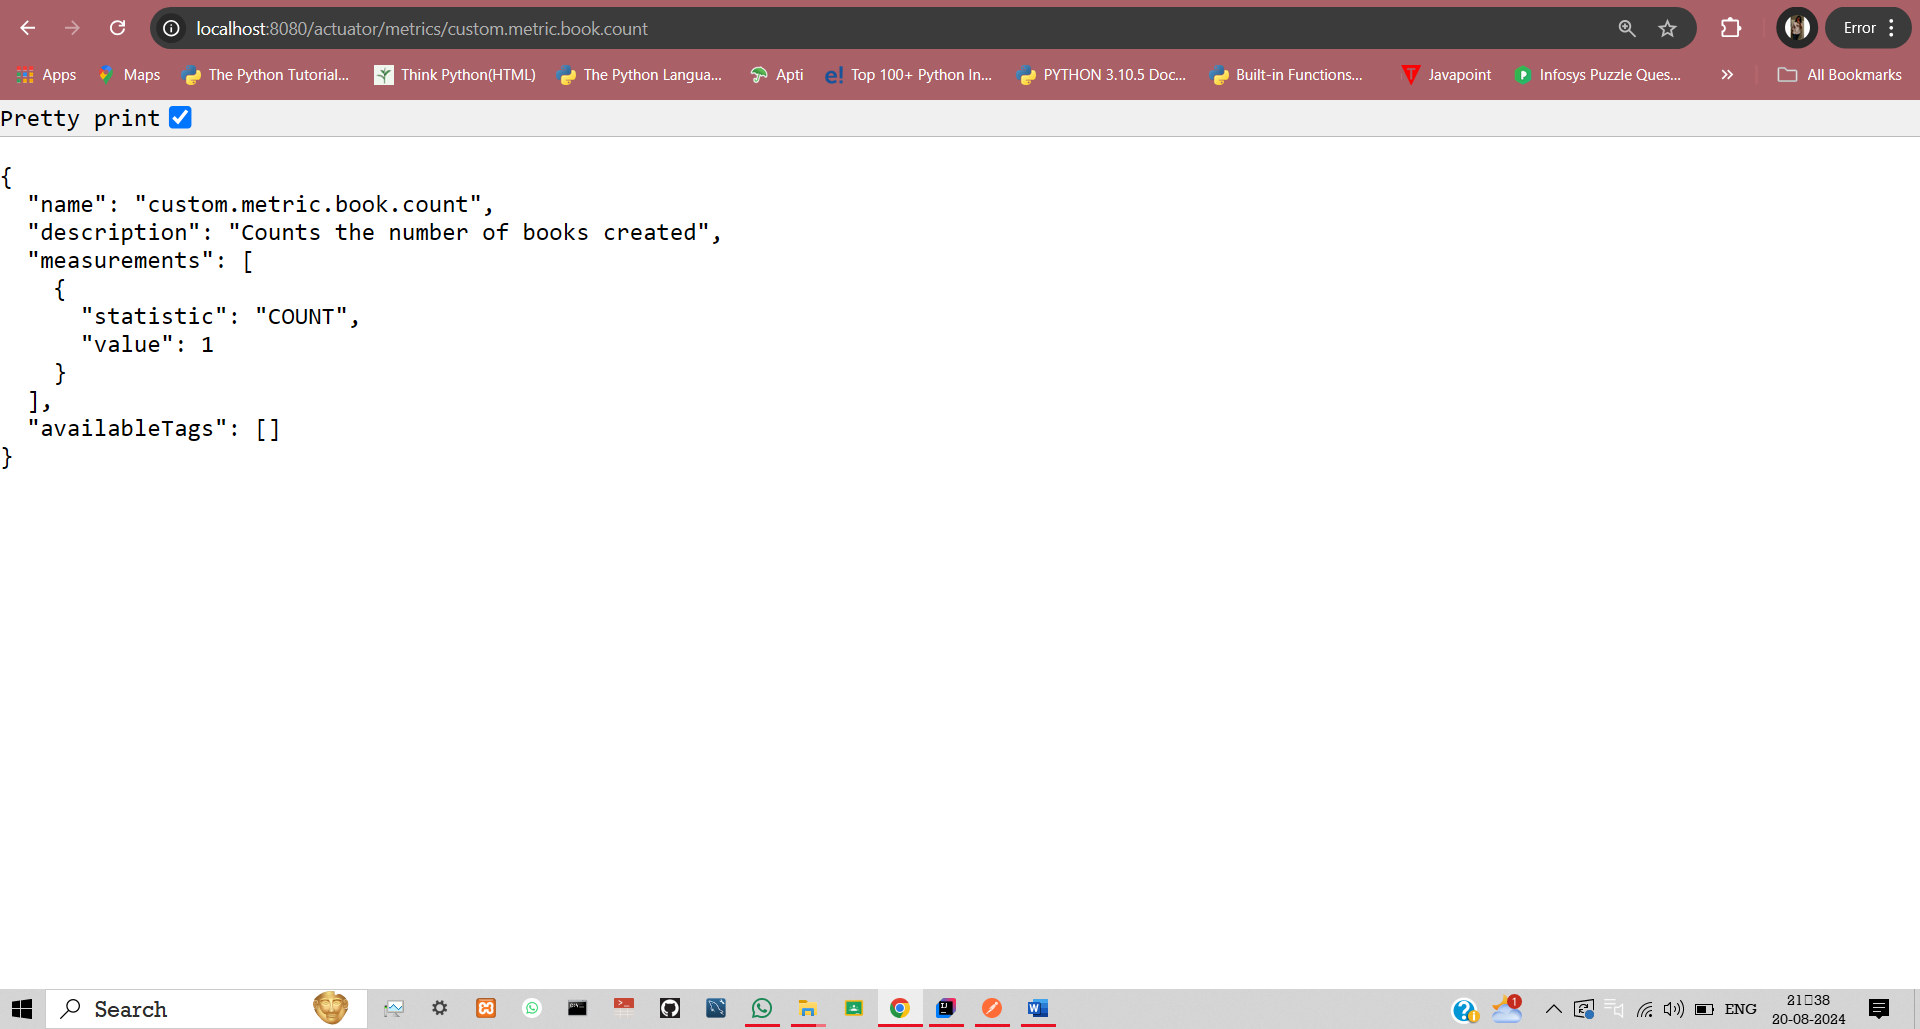 localhost:8080/actuator/metrics/custom.metric.book.count
Error
Apps
Maps
The Python Tutorial...
Think Python(HTML)
The Python Langua...
Apti
e! Top 100+ Python In...
PYTHON 3.10.5 Doc...
Built-in Functions...
Javapoint
Infosys Puzzle Ques...
»
All Bookmarks
Pretty print
{
"name": "custom.metric.book.count",
"description": "Counts the number of books created",
"measurements": [
{
"statistic": "COUNT",
"value": 1
}
],
"availableTags": []
}
Search
1
ENG
21▯38
20-08-2024